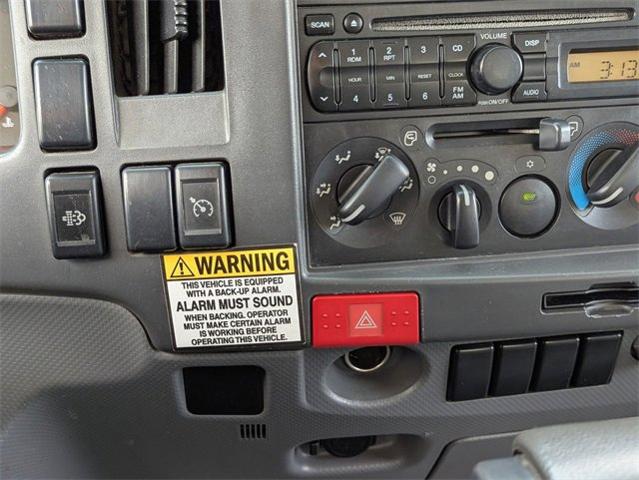 SCAN
VOLUME
DISP
1 2 3 CD
RDM RPT
AM 3:13
HOUR MIN RESET CLOCK
4 5 6 FM
AM
PUSH ON/OFF
AUDIO
WARNING
THIS VEHICLE IS EQUIPPED
WITH A BACK-UP ALARM.
ALARM MUST SOUND
WHEN BACKING. OPERATOR
MUST MAKE CERTAIN ALARM
IS WORKING BEFORE
OPERATING THIS VEHICLE.